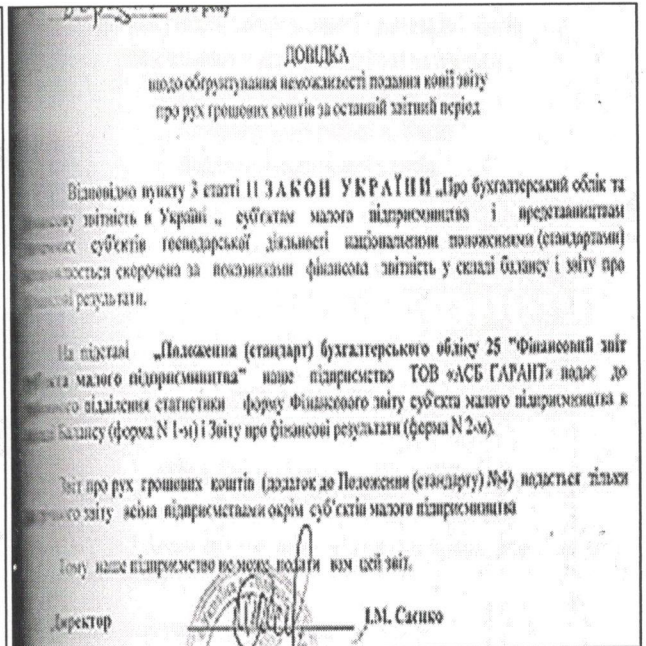 ДОВІДКА
щодо обґрунтування неможливості подання копії звіту
про рух грошових коштів за останній звітний період
Відповідно пункту 3 статті 11 ЗАКОН УКРАЇНИ „Про бухгалтерський облік та
звітність в Україні „ суб'єктам малого підприємництва і представництвам
суб'єктів господарської діяльності національними положеннями (стандартами)
скорочена за показниками фінансова звітність у складі балансу і звіту про
результати.
На підставі „Положення (стандарт) бухгалтерського обліку 25 "Фінансовий звіт
малого підприємництва" наше підприємство ТОВ «АСБ ГАРАНТ» подає до
відділення статистики форму Фінансового звіту суб'єкта малого підприємництва в
Балансу (форма N 1-м) і Звіту про фінансові результати (форма N 2-м).
Звіт про рух грошових коштів (додаток до Положення (стандарту) №4) подається тільки
звіту всіма підприємствами окрім суб'єктів малого підприємництва
Тому наше підприємство не може подати вам цей звіт.
Директор І.М. Саєнко